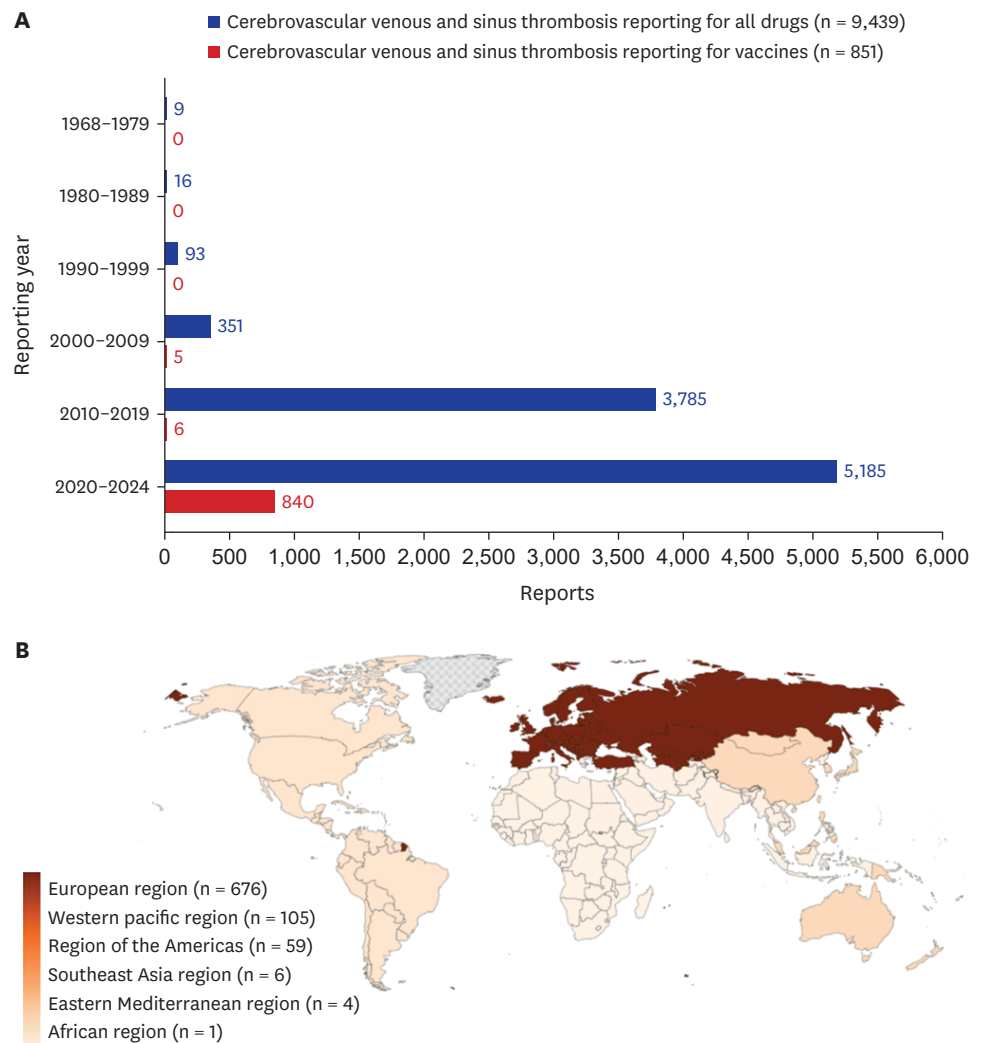 A
Cerebrovascular venous and sinus thrombosis reporting for all drugs (n = 9,439)
Cerebrovascular venous and sinus thrombosis reporting for vaccines (n = 851)
Reporting year
1968−1979
9
0
1980−1989
16
0
1990−1999
93
0
2000−2009
351
5
2010−2019
3,785
6
2020−2024
5,185
840
0 500 1,000 1,500 2,000 2,500 3,000 3,500 4,000 4,500 5,000 5,500 6,000
Reports
B
European region (n = 676)
Western pacific region (n = 105)
Region of the Americas (n = 59)
Southeast Asia region (n = 6)
Eastern Mediterranean region (n = 4)
African region (n = 1)